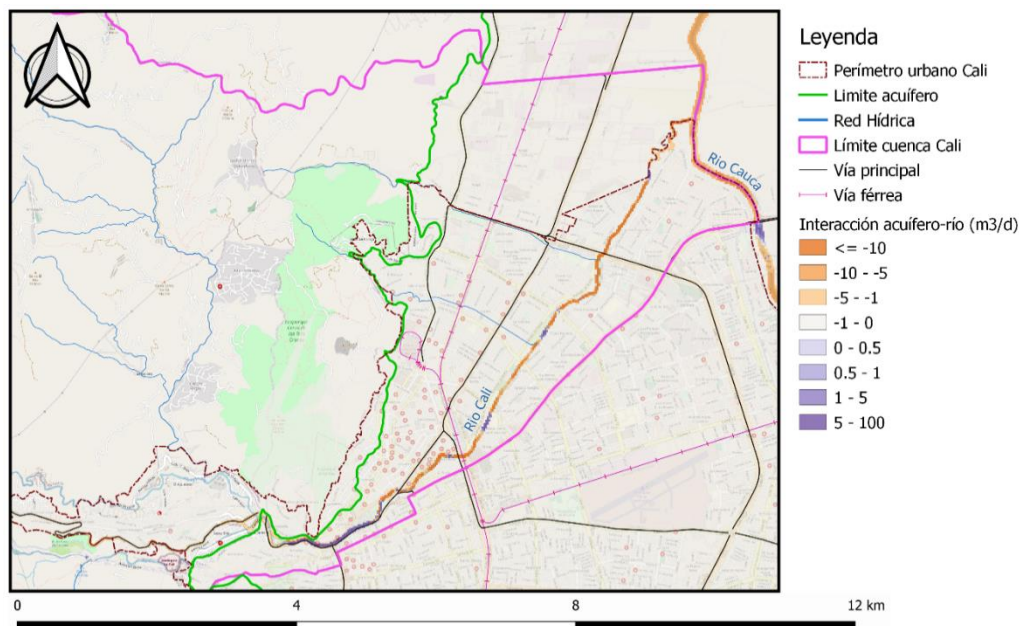 Rio Cauca
Rio Cali
Leyenda
Perímetro urbano Cali
Limite acuífero
Red Hídrica
Límite cuenca Cali
Vía principal
Vía férrea
Interacción acuífero-río (m3/d)
<= -10
-10 - -5
-5 - -1
-1 - 0
0 - 0.5
0.5 - 1
1 - 5
5 - 100
0 4 8 12 km